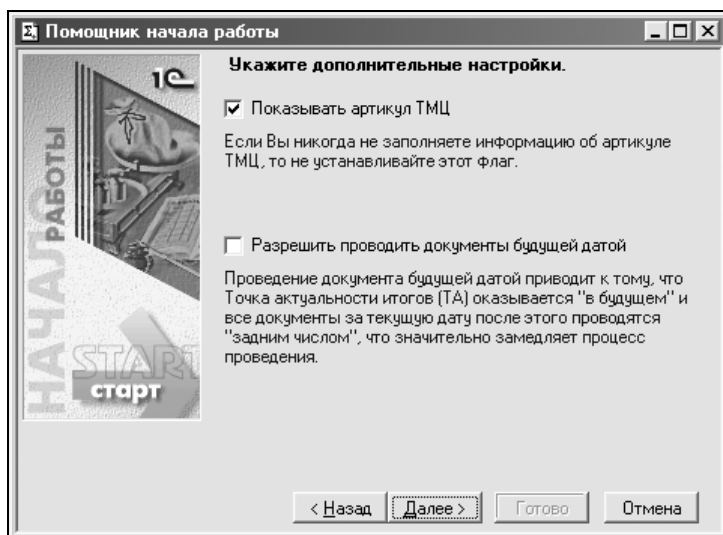 Помощник начала работы
1С
НАЧАЛО
РАБОТЫ
START
старт
Укажите дополнительные настройки.
Показывать артикул ТМЦ
Если Вы никогда не заполняете информацию об артикуле
ТМЦ, то не устанавливайте этот флаг.
Разрешить проводить документы будущей датой
Проведение документа будущей датой приводит к тому, что
Точка актуальности итогов (ТА) оказывается "в будущем" и
все документы за текущую дату после этого проводятся
"задним числом", что значительно замедляет процесс
проведения.
< Назад Далее > Готово Отмена